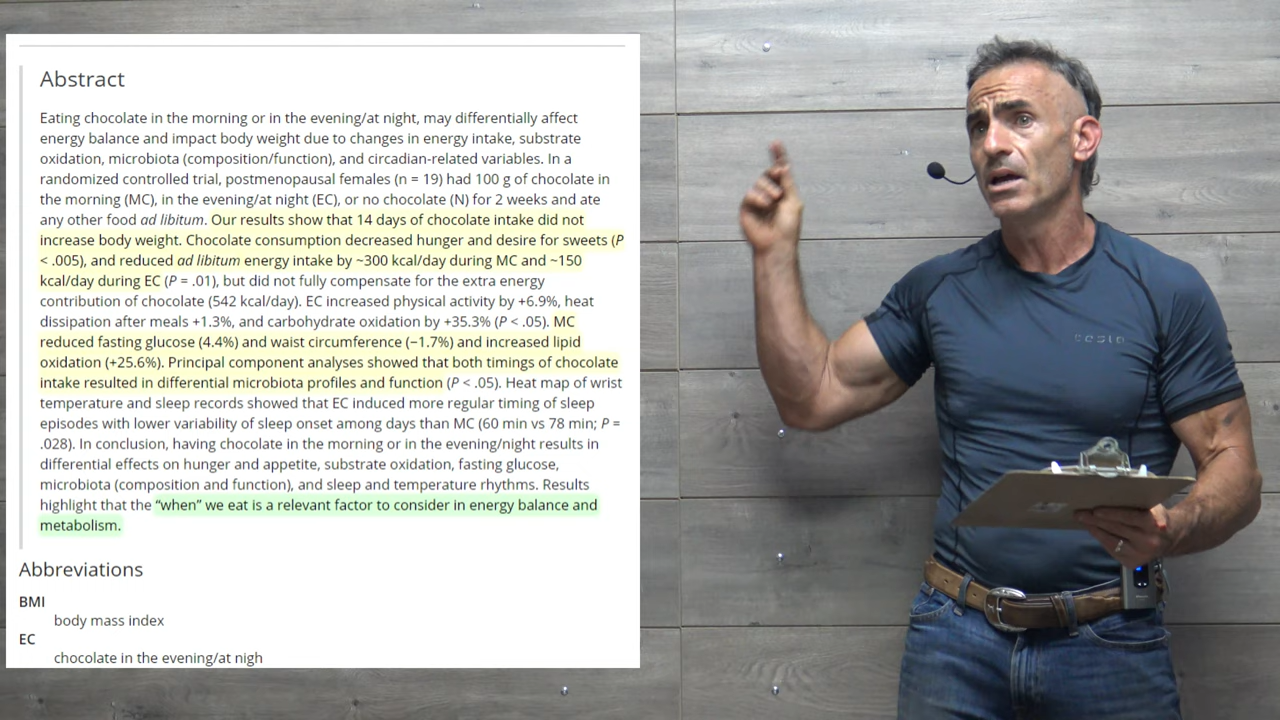 Abstract
Eating chocolate in the morning or in the evening/at night, may differentially affect
energy balance and impact body weight due to changes in energy intake, substrate
oxidation, microbiota (composition/function), and circadian-related variables. In a
randomized controlled trial, postmenopausal females (n = 19) had 100 g of chocolate in
the morning (MC), in the evening/at night (EC), or no chocolate (N) for 2 weeks and ate
any other food ad libitum. Our results show that 14 days of chocolate intake did not
increase body weight. Chocolate consumption decreased hunger and desire for sweets (P
< .005), and reduced ad libitum energy intake by ~300 kcal/day during MC and ~150
kcal/day during EC (P = .01), but did not fully compensate for the extra energy
contribution of chocolate (542 kcal/day). EC increased physical activity by +6.9%, heat
dissipation after meals +1.3%, and carbohydrate oxidation by +35.3% (P < .05). MC
reduced fasting glucose (4.4%) and waist circumference (−1.7%) and increased lipid
oxidation (+25.6%). Principal component analyses showed that both timings of chocolate
intake resulted in differential microbiota profiles and function (P < .05). Heat map of wrist
temperature and sleep records showed that EC induced more regular timing of sleep
episodes with lower variability of sleep onset among days than MC (60 min vs 78 min; P =
.028). In conclusion, having chocolate in the morning or in the evening/night results in
differential effects on hunger and appetite, substrate oxidation, fasting glucose,
microbiota (composition and function), and sleep and temperature rhythms. Results
highlight that the “when” we eat is a relevant factor to consider in energy balance and
metabolism.
Abbreviations
BMI
body mass index
EC
chocolate in the evening/at nigh